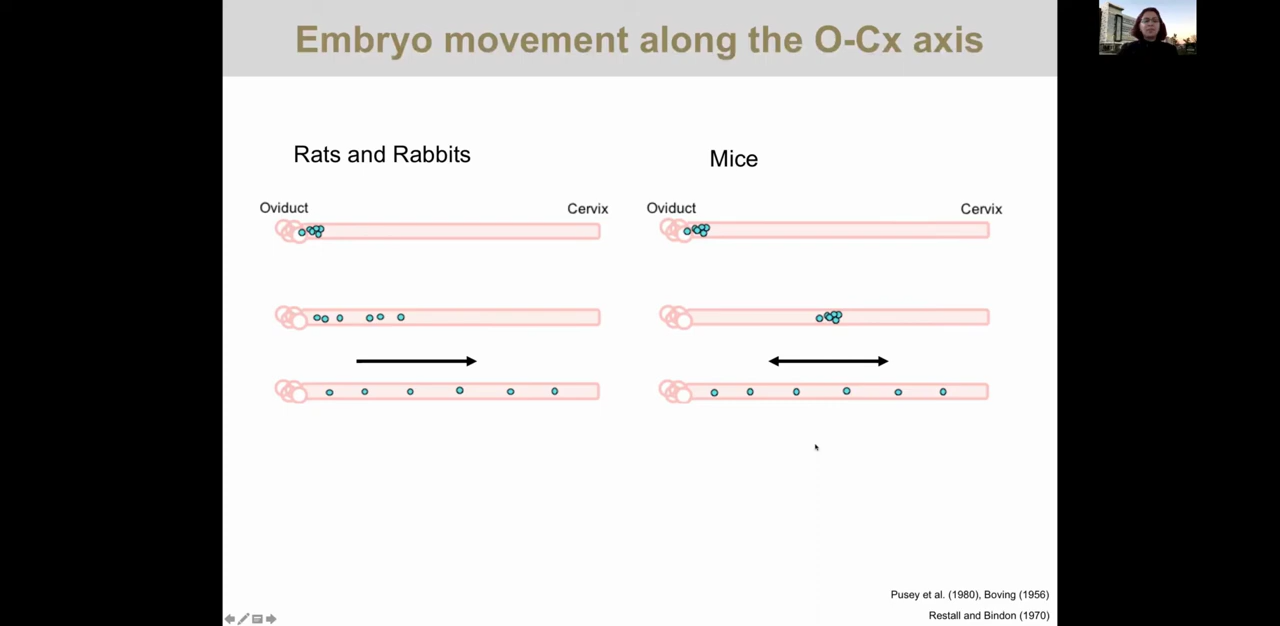 Embryo movement along the O-Cx axis
Rats and Rabbits
Mice
Oviduct
Cervix
Oviduct
Cervix
Pusey et al. (1980), Boving (1956)
Restall and Bindon (1970)